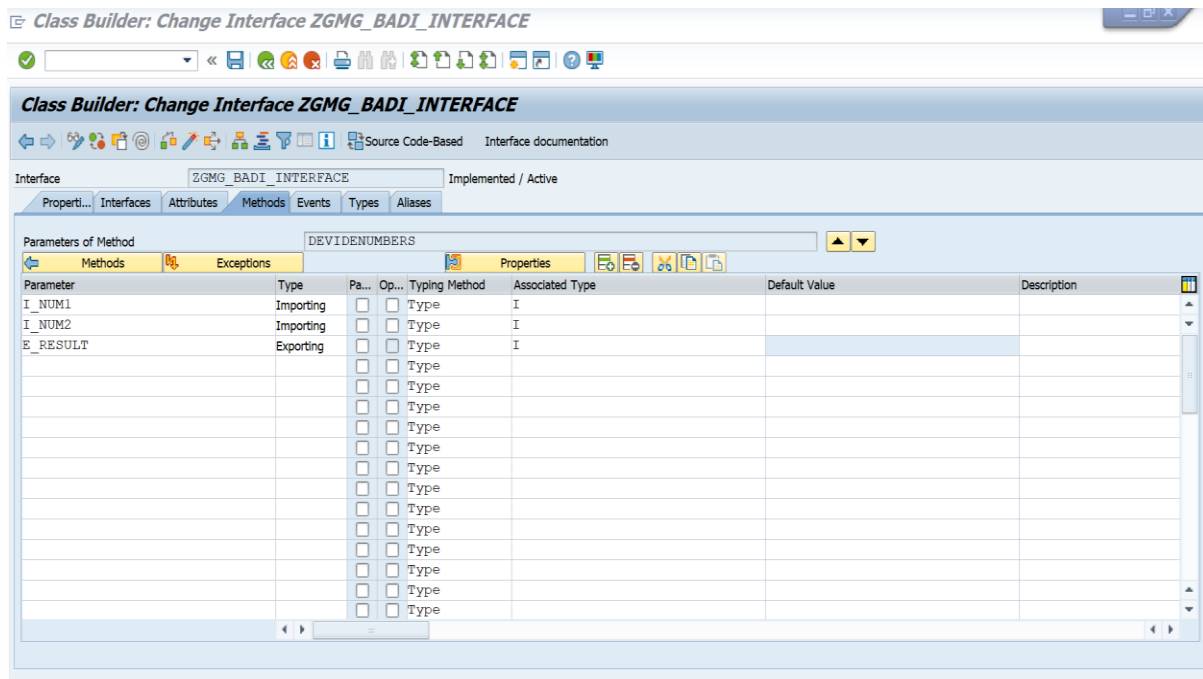 Class Builder: Change Interface ZGMG_BADI_INTERFACE
Class Builder: Change Interface ZGMG_BADI_INTERFACE
Source Code-Based Interface documentation
Interface ZGMG_BADI_INTERFACE Implemented / Active
Properti... Interfaces Attributes Methods Events Types Aliases
Parameters of Method DEVIDENUMBERS
Methods Exceptions Properties
Parameter Type Pa... Op... Typing Method Associated Type Default Value Description
I_NUM1 Importing Type I
I_NUM2 Importing Type I
E_RESULT Exporting Type I
Type
Type
Type
Type
Type
Type
Type
Type
Type
Type
Type
Type
Type